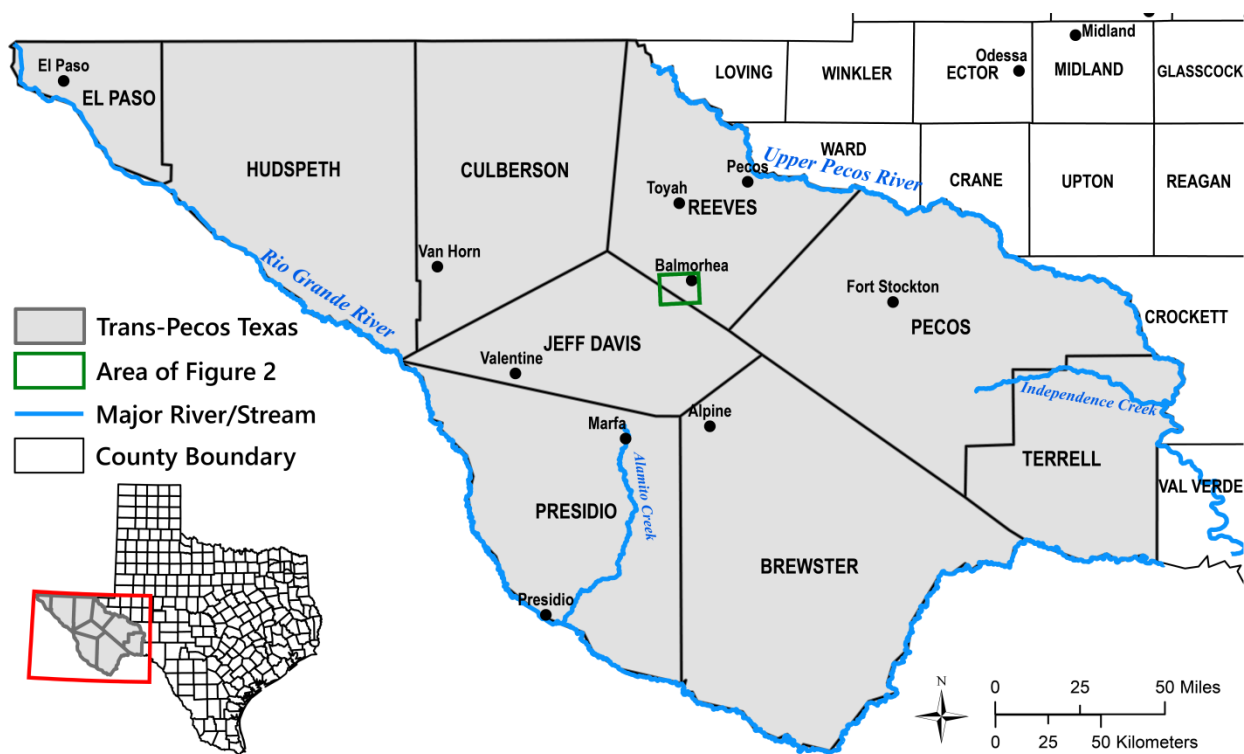 Midland
El Paso
LOVING
WINKLER
Odessa
ECTOR
MIDLAND
GLASSCOCK
EL PASO
HUDSPETH
CULBERSON
WARD
Upper Pecos River
Pecos
Toyah
REEVES
CRANE
UPTON
REAGAN
Van Horn
Balmorhea
Rio Grande River
Fort Stockton
PECOS
CROCKETT
Trans-Pecos Texas
Area of Figure 2
Major River/Stream
County Boundary
JEFF DAVIS
Valentine
Independence Creek
Marfa
Alpine
Alamito Creek
TERRELL
VAL VERDE
PRESIDIO
BREWSTER
Presidio
N
0 25 50 Miles
0 25 50 Kilometers